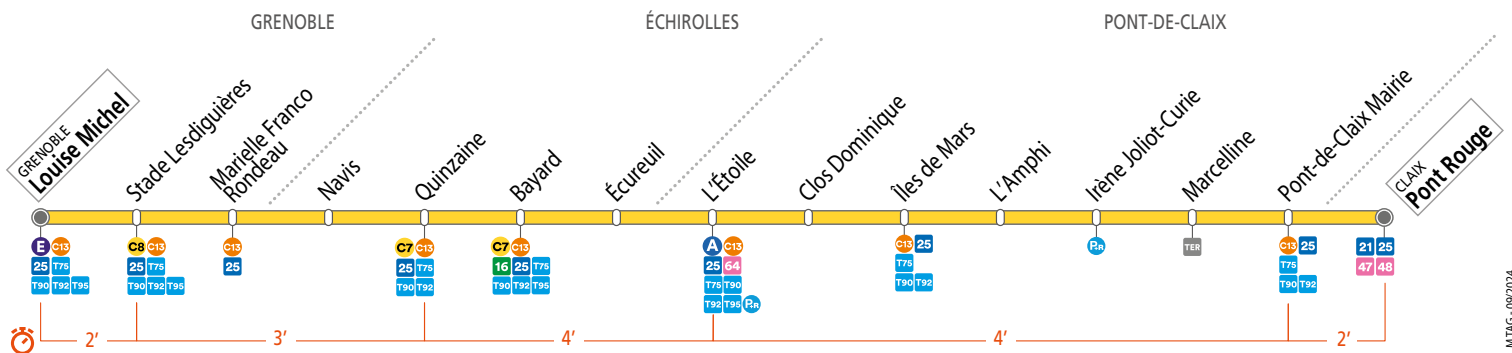 GRENOBLE
ÉCHIROLLES
PONT-DE-CLAIX
GRENOBLE
Louise Michel
Stade Lesdiguières
Marielle Franco
Rondeau
Navis
Quinzaine
Bayard
Écureuil
L'Étoile
Clos Dominique
Îles de Mars
L'Amphi
Irène Joliot-Curie
Marcelline
Pont-de-Claix Mairie
CLAIX
Pont Rouge
E C13
25 T75
T90 T92 T95
C8 C13
25 T75
T90 T92 T95
C13
25
C7 C13
25 T75
T90 T92
C7 C13
16 25 T75
T90 T92 T95
A C13
25 64
T75 T90
T92 T95 P+R
C13 25
T75
T90 T92
P+R
TER
C13 25
T75
T90 T92
21 25
47 48
2' 3' 4' 4' 2'
M TAG - 09/2024